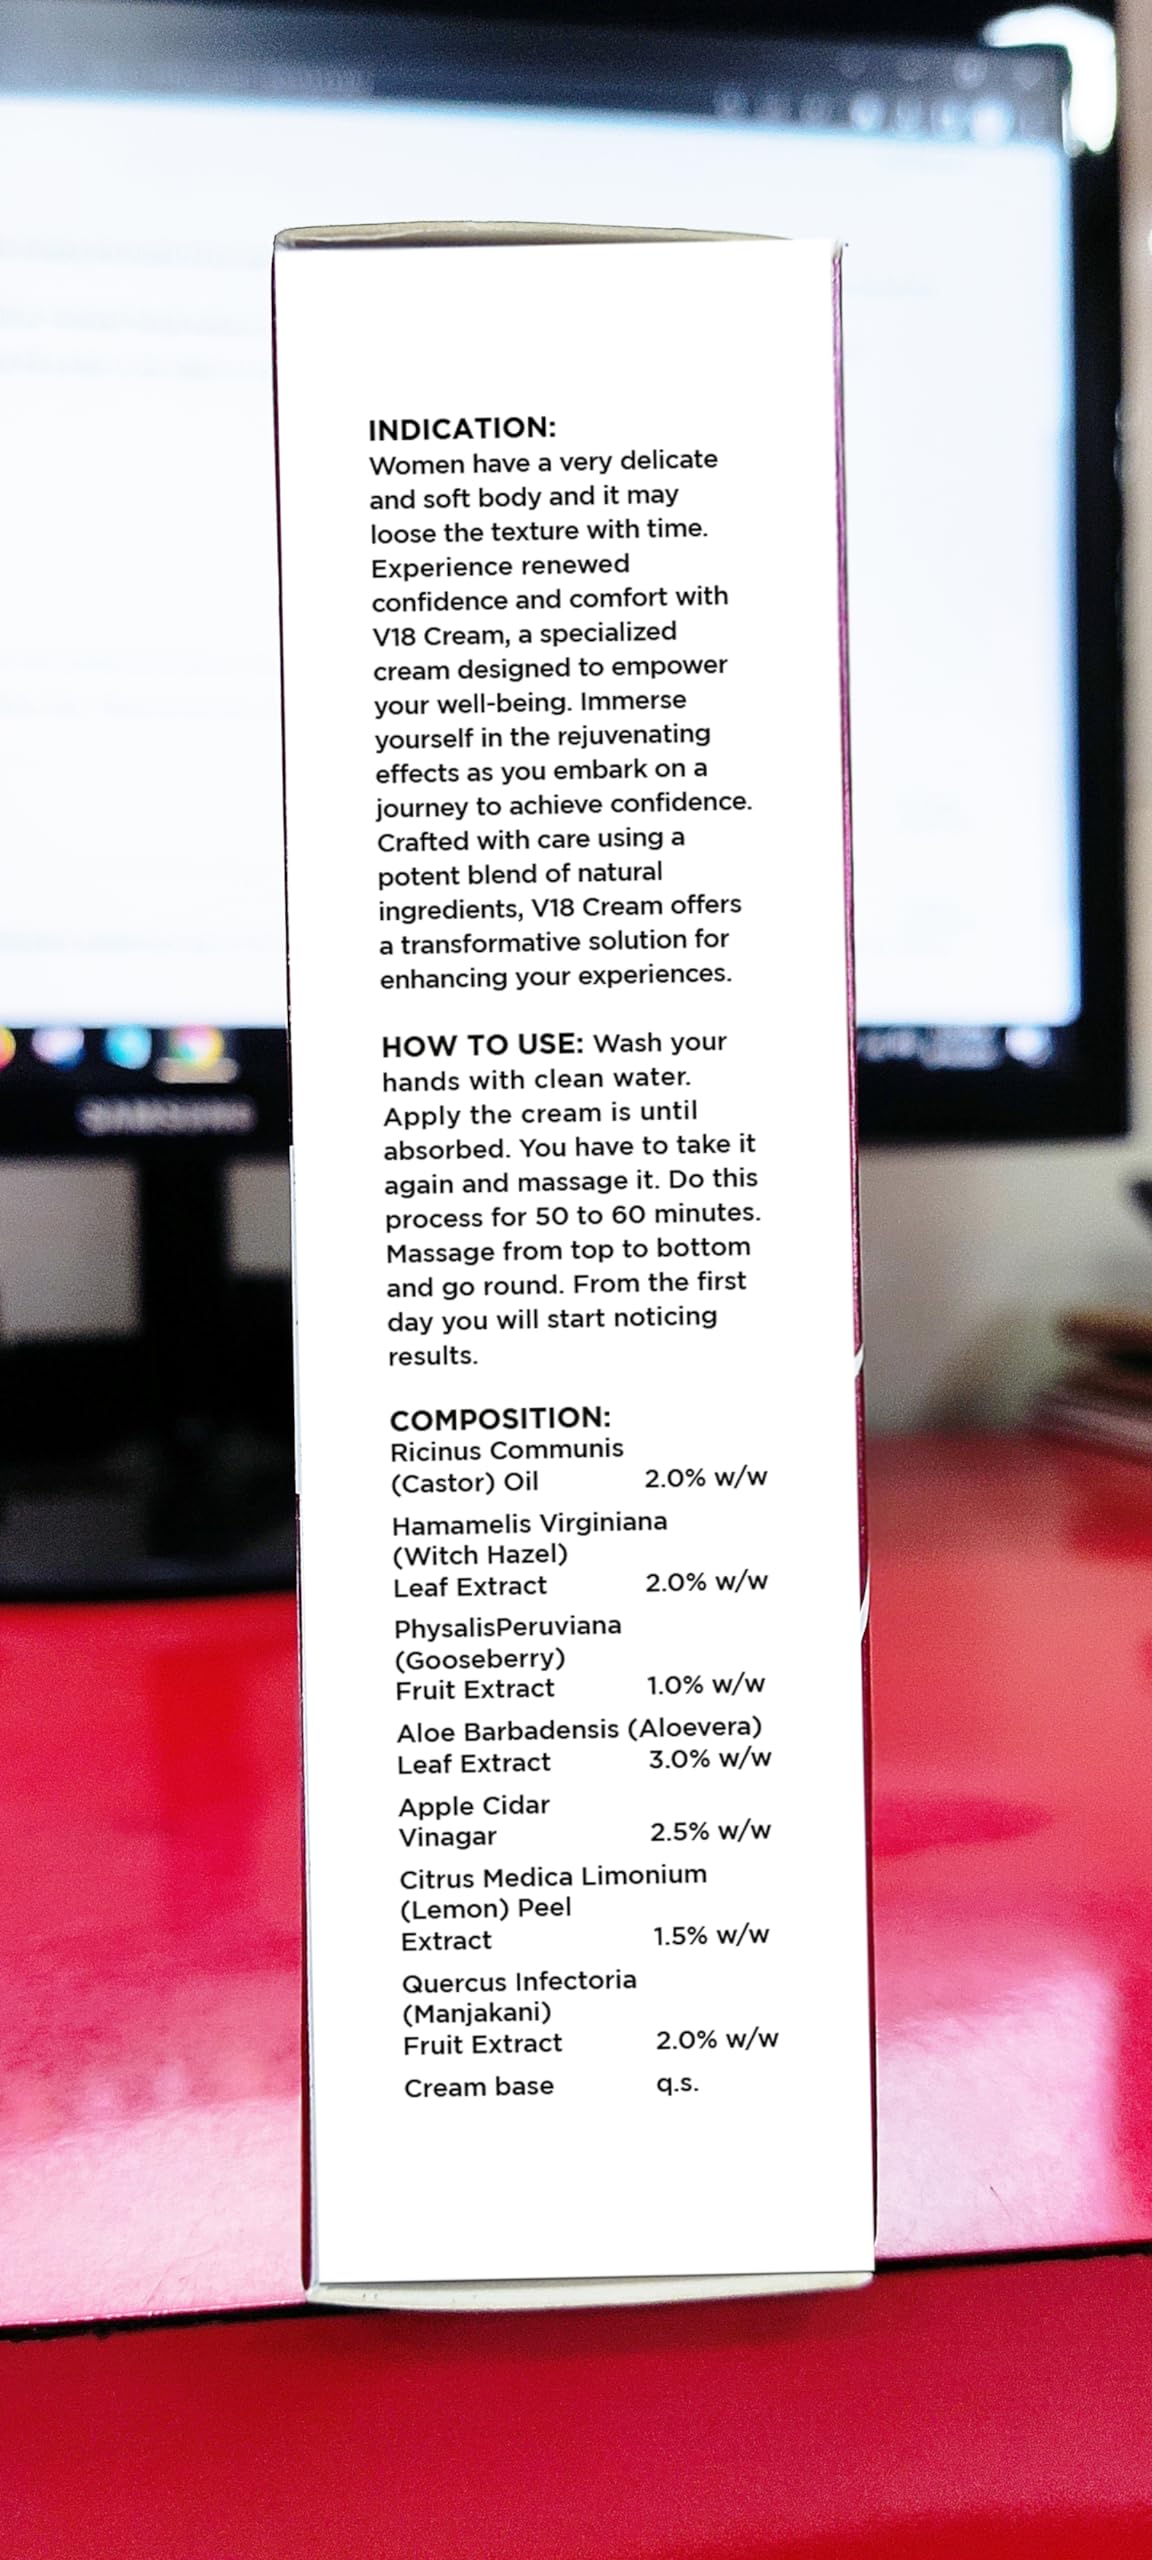 INDICATION:
Women have a very delicate
and soft body and it may
loose the texture with time.
Experience renewed
confidence and comfort with
V18 Cream, a specialized
cream designed to empower
your well-being. Immerse
yourself in the rejuvenating
effects as you embark on a
journey to achieve confidence.
Crafted with care using a
potent blend of natural
ingredients, V18 Cream offers
a transformative solution for
enhancing your experiences.
HOW TO USE: Wash your
hands with clean water.
Apply the cream is until
absorbed. You have to take it
again and massage it. Do this
process for 50 to 60 minutes.
Massage from top to bottom
and go round. From the first
day you will start noticing
results.
COMPOSITION:
Ricinus Communis
(Castor) Oil 2.0% w/w
Hamamelis Virginiana
(Witch Hazel)
Leaf Extract 2.0% w/w
PhysalisPeruviana
(Gooseberry)
Fruit Extract 1.0% w/w
Aloe Barbadensis (Aloevera)
Leaf Extract 3.0% w/w
Apple Cidar
Vinagar 2.5% w/w
Citrus Medica Limonium
(Lemon) Peel
Extract 1.5% w/w
Quercus Infectoria
(Manjakani)
Fruit Extract 2.0% w/w
Cream base q.s.